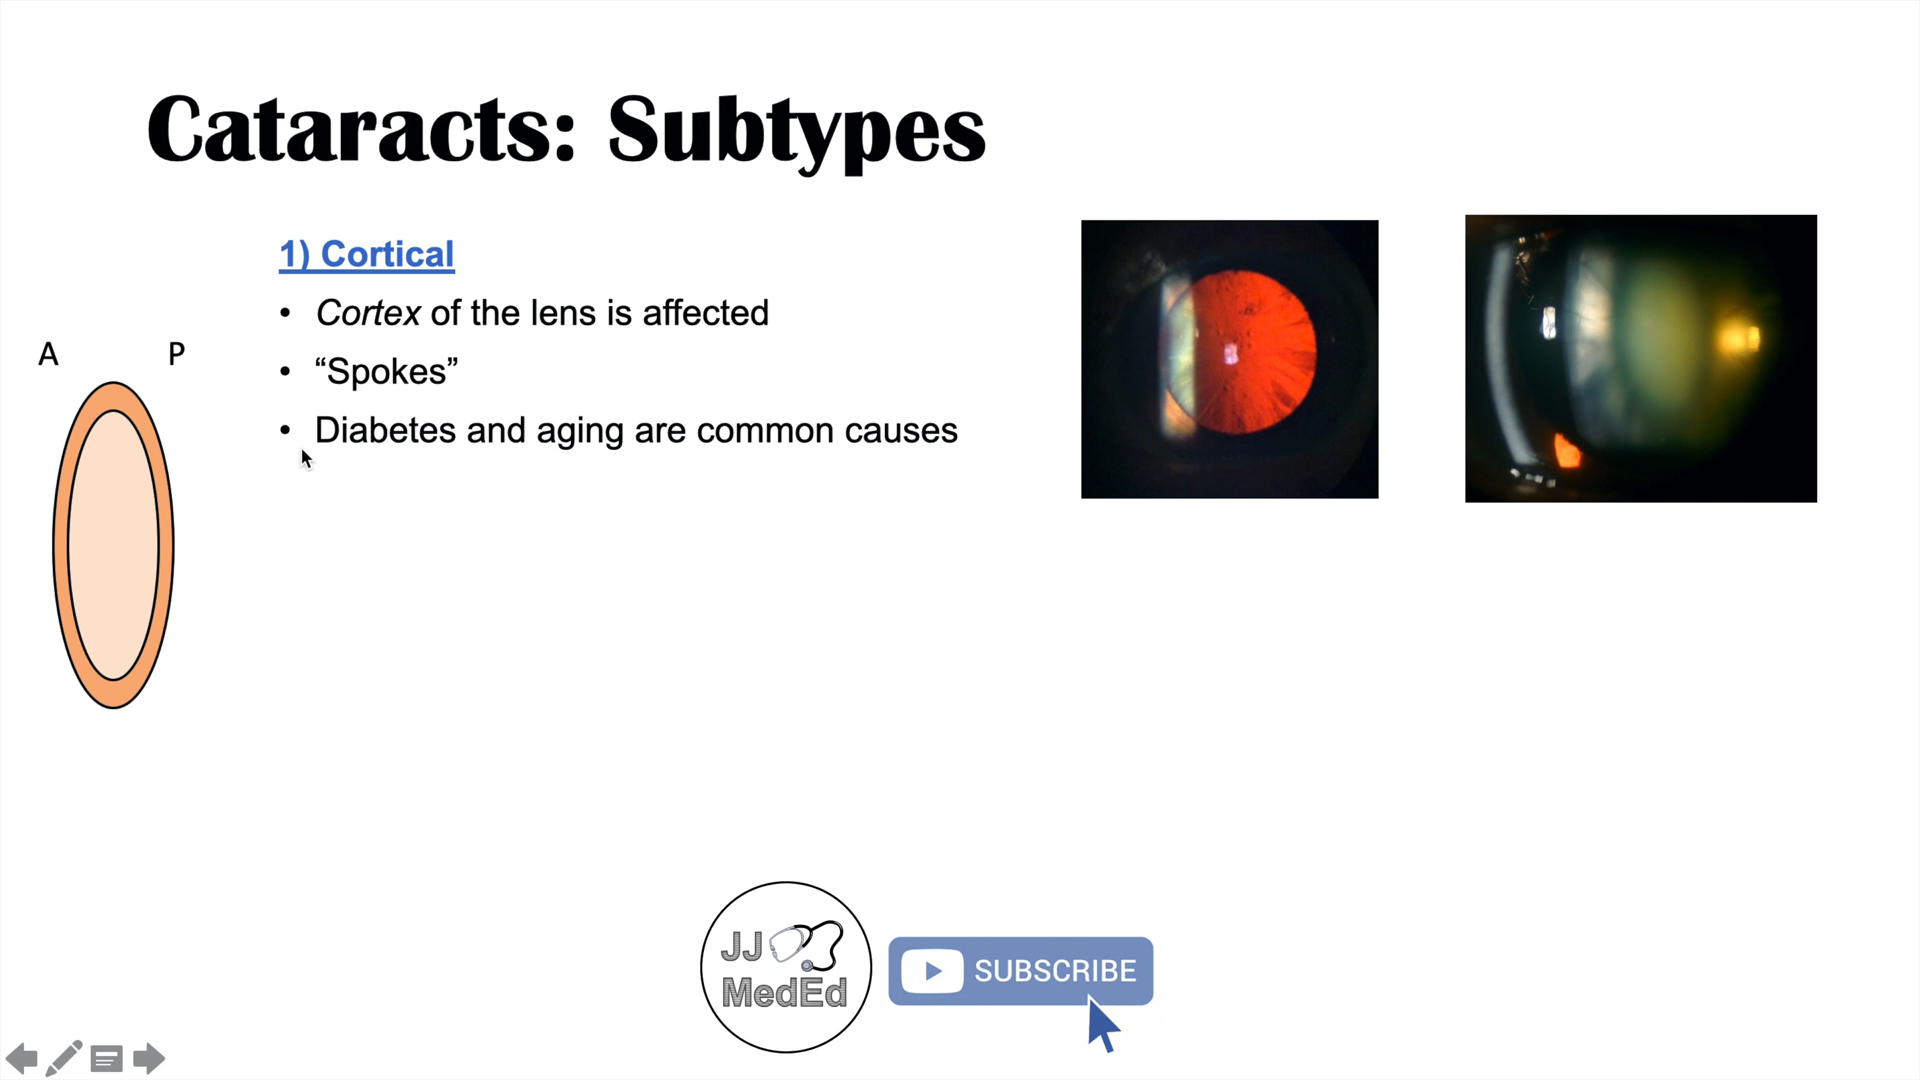 Cataracts: Subtypes
1) Cortical
• Cortex of the lens is affected
• “Spokes”
• Diabetes and aging are common causes
A P
JJ
MedEd
SUBSCRIBE